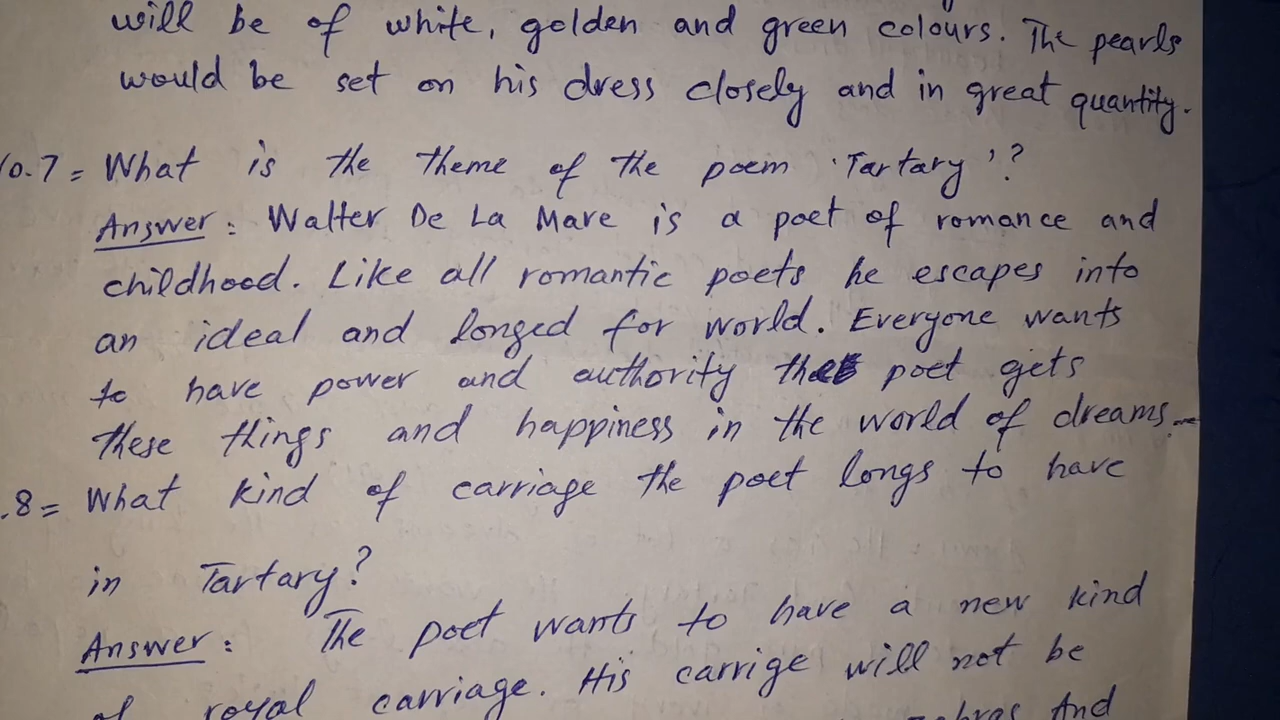 will be of white, golden and green colours. The pearls
would be set on his dress closely and in great quantity.
0.7 = What is the theme of the poem 'Tartary'?
Answer: Walter De La Mare is a poet of romance and
childhood. Like all romantic poets he escapes into
an ideal and longed for world. Everyone wants
to have power and authority the poet gets
these things and happiness in the world of dreams.
.8 = What kind of carriage the poet longs to have
in Tartary?
Answer: The poet wants to have a new kind
of royal carriage. His carrige will not be
And